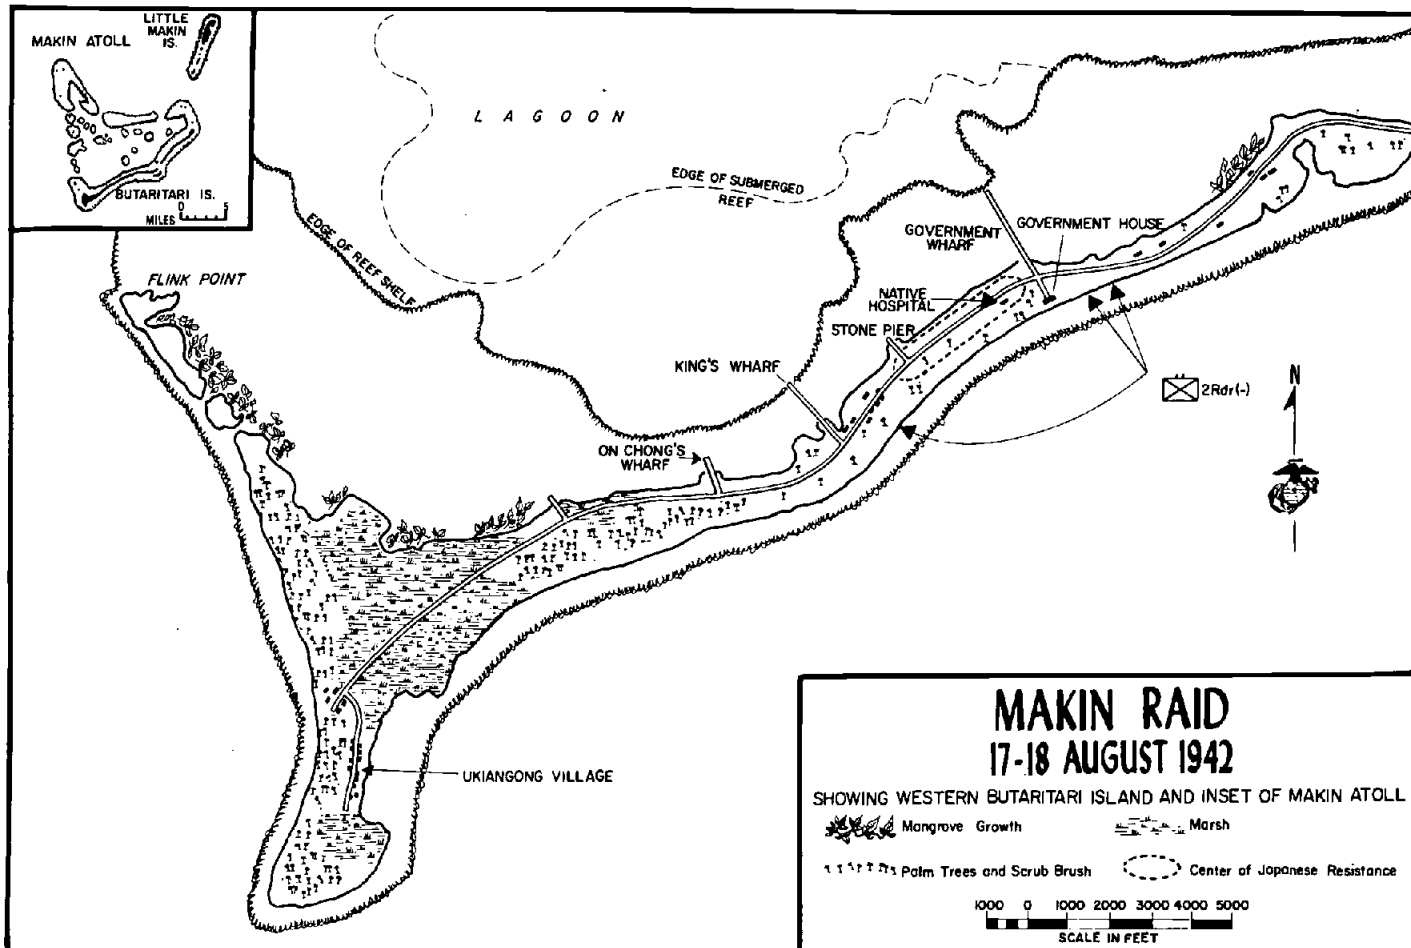 LITTLE
MAKIN
IS.
MAKIN ATOLL
BUTARITARI IS.
0 5
MILES
LAGOON
EDGE OF SUBMERGED
REEF
EDGE OF REEF SHELF
FLINK POINT
GOVERNMENT HOUSE
GOVERNMENT
WHARF
NATIVE
HOSPITAL
STONE PIER
KING'S WHARF
ON CHONG'S
WHARF
2Rdr(-)
N
UKIANGONG VILLAGE
MAKIN RAID
17-18 AUGUST 1942
SHOWING WESTERN BUTARITARI ISLAND AND INSET OF MAKIN ATOLL
Mangrove Growth
Marsh
Palm Trees and Scrub Brush
Center of Japanese Resistance
1000 0 1000 2000 3000 4000 5000
SCALE IN FEET